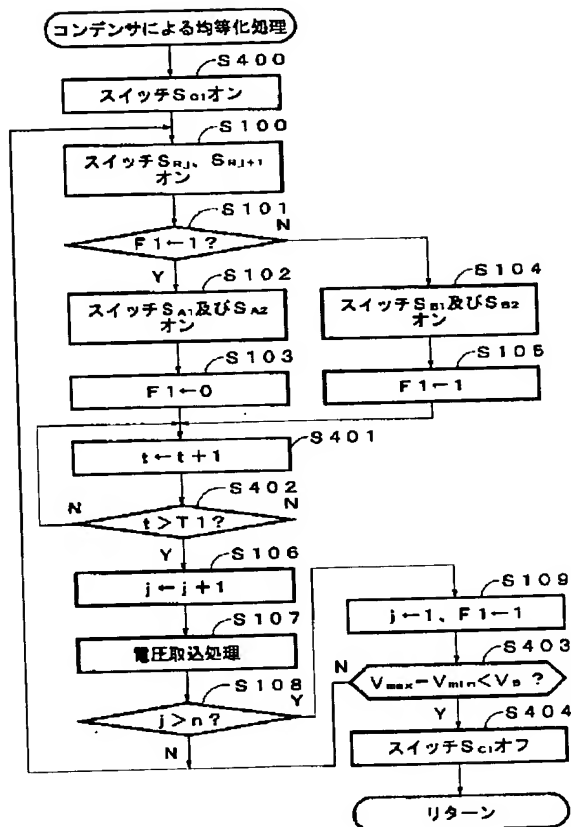 コンデンサによる均等化処理
S400
スイッチSC1オン
S100
スイッチSRj、SRj+1
オン
S101
F1←1?
N
Y
S102
スイッチSA1及びSA2
オン
S104
スイッチSB1及びSB2
オン
S103
F1←0
S105
F1←1
S401
t←t+1
S402
N
t>T1?
N
Y
S106
j←j+1
S107
電圧取込処理
S108
j>n?
Y
N
S109
j←1、F1←1
S403
N
Vmax-Vmin<VB?
Y
S404
スイッチSC1オフ
リターン